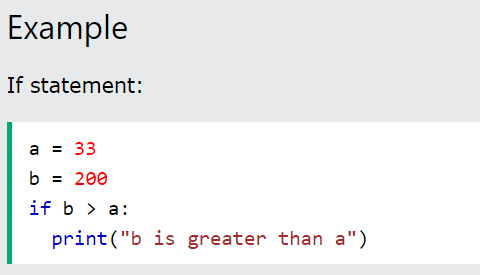 Example
If statement:
a = 33
b = 200
if b > a:
  print("b is greater than a")